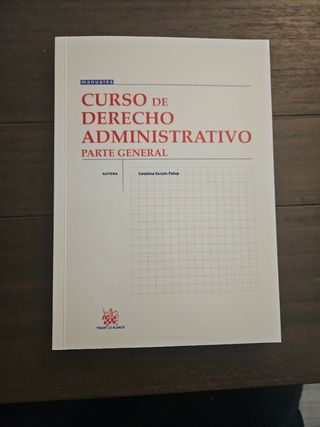 manuales
CURSO DE
DERECHO
ADMINISTRATIVO
PARTE GENERAL
AUTORA
Catalina Escuin Palop
TIRANT LO BLANCH